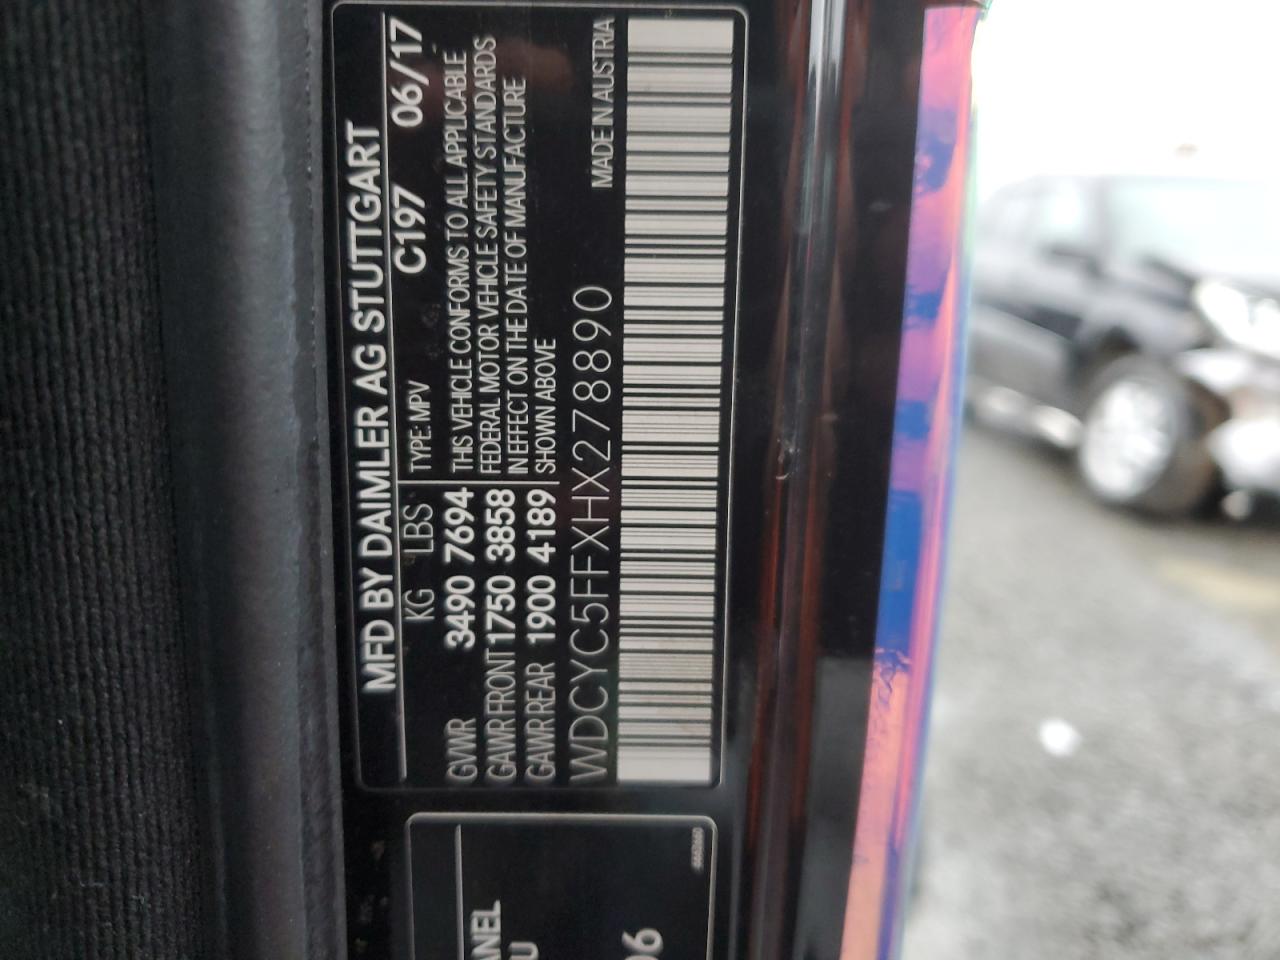 MFD BY DAIMLER AG STUTTGART
KG LBS TYPE: MPV C197 06/17
GVWR 3490 7694 THIS VEHICLE CONFORMS TO ALL APPLICABLE
GAWR FRONT 1750 3858 FEDERAL MOTOR VEHICLE SAFETY STANDARDS
GAWR REAR 1900 4189 IN EFFECT ON THE DATE OF MANUFACTURE
SHOWN ABOVE
WDCYC5FFXHX278890 MADE IN AUSTRIA